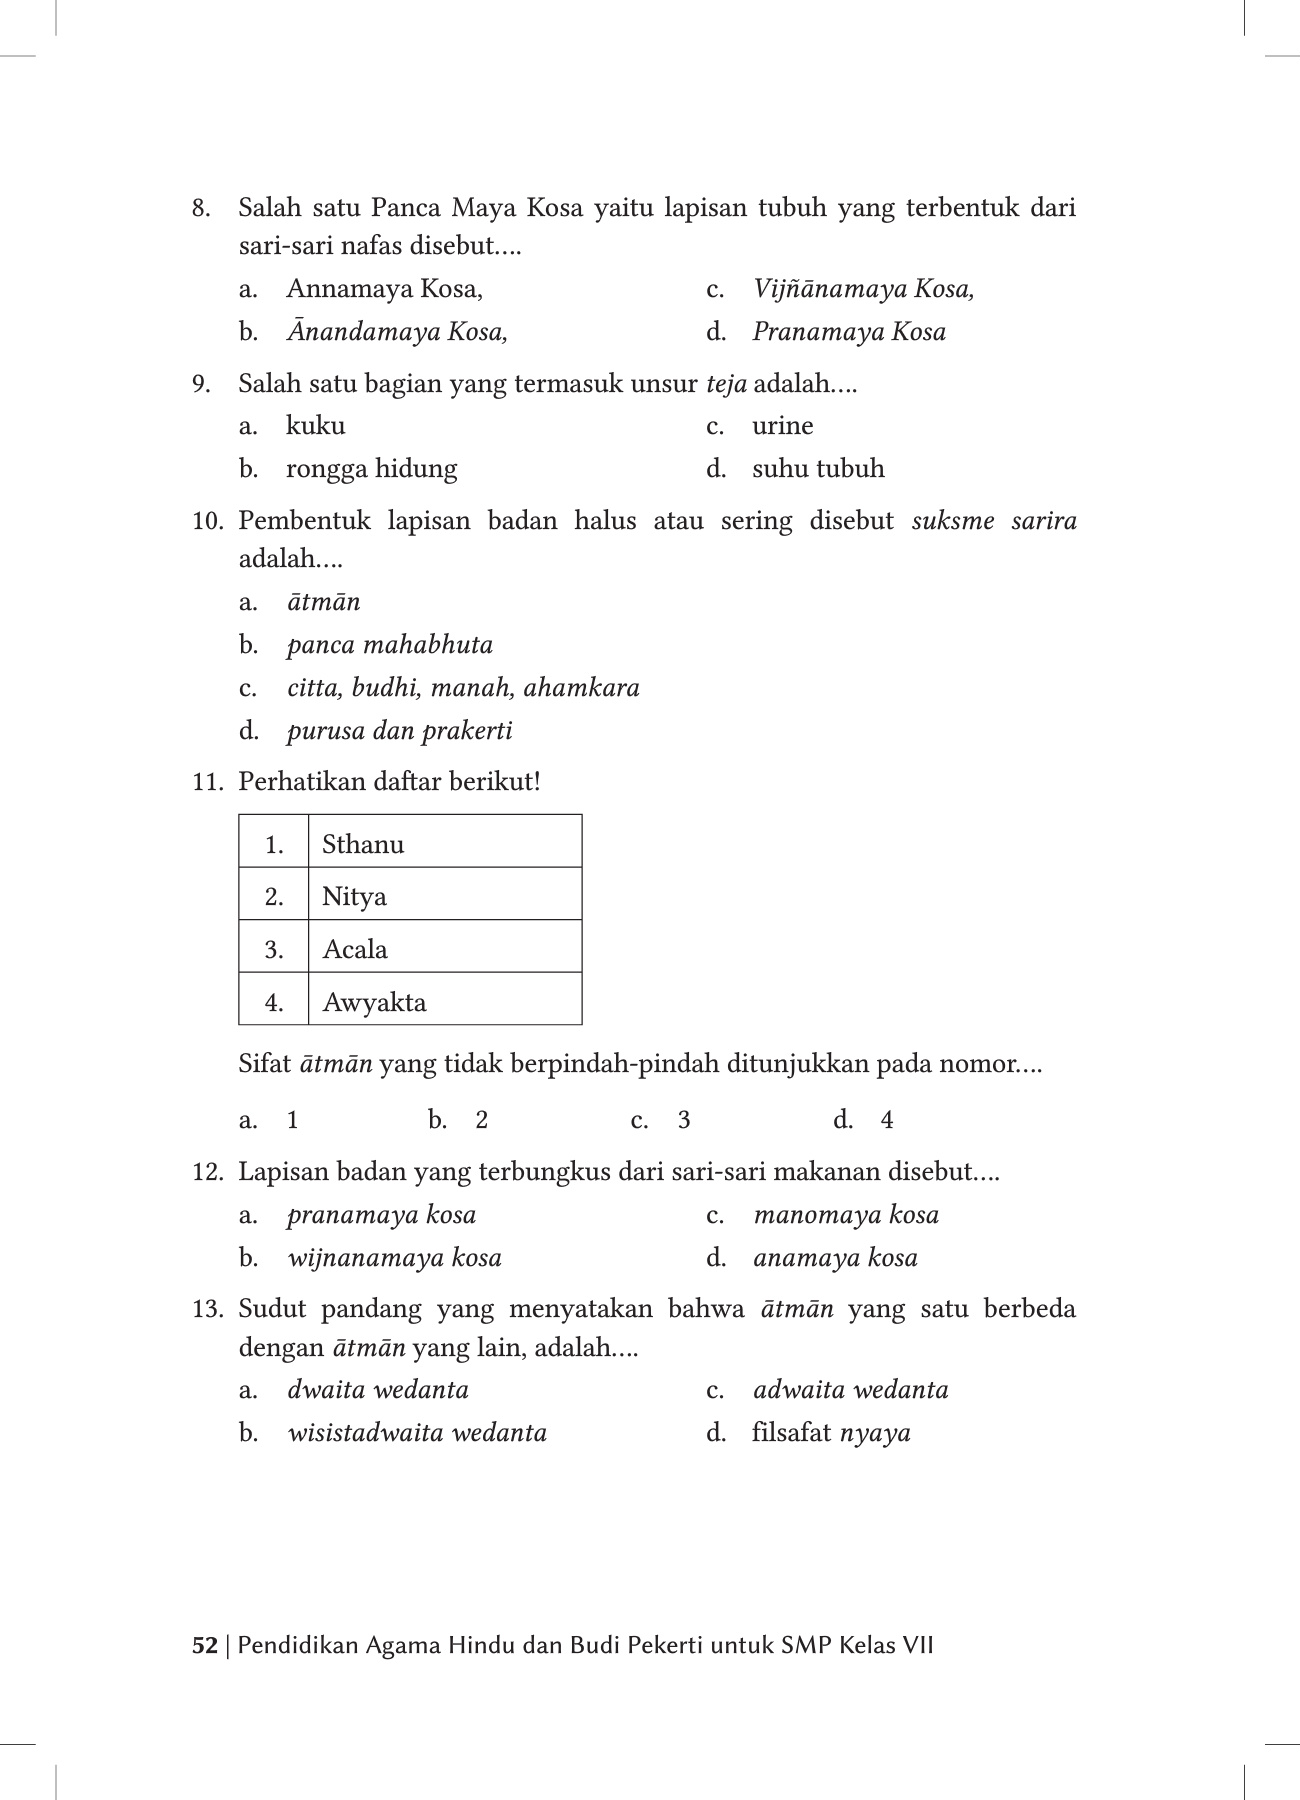 8. Salah satu Panca Maya Kosa yaitu lapisan tubuh yang terbentuk dari
sari-sari nafas disebut....
a. Annamaya Kosa,
c. Vijñānamaya Kosa,
b. Ānandamaya Kosa,
d. Pranamaya Kosa
9. Salah satu bagian yang termasuk unsur teja adalah....
a. kuku
c. urine
b. rongga hidung
d. suhu tubuh
10. Pembentuk lapisan badan halus atau sering disebut suksme sarira
adalah....
a. ātmān
b. panca mahabhuta
c. citta, budhi, manah, ahamkara
d. purusa dan prakerti
11. Perhatikan daftar berikut!
1. Sthanu
2. Nitya
3. Acala
4. Awyakta
Sifat ātmān yang tidak berpindah-pindah ditunjukkan pada nomor....
a. 1 b. 2 c. 3 d. 4
12. Lapisan badan yang terbungkus dari sari-sari makanan disebut....
a. pranamaya kosa
c. manomaya kosa
b. wijnanamaya kosa
d. anamaya kosa
13. Sudut pandang yang menyatakan bahwa ātmān yang satu berbeda
dengan ātmān yang lain, adalah....
a. dwaita wedanta
c. adwaita wedanta
b. wisistadwaita wedanta
d. filsafat nyaya
52 | Pendidikan Agama Hindu dan Budi Pekerti untuk SMP Kelas VII